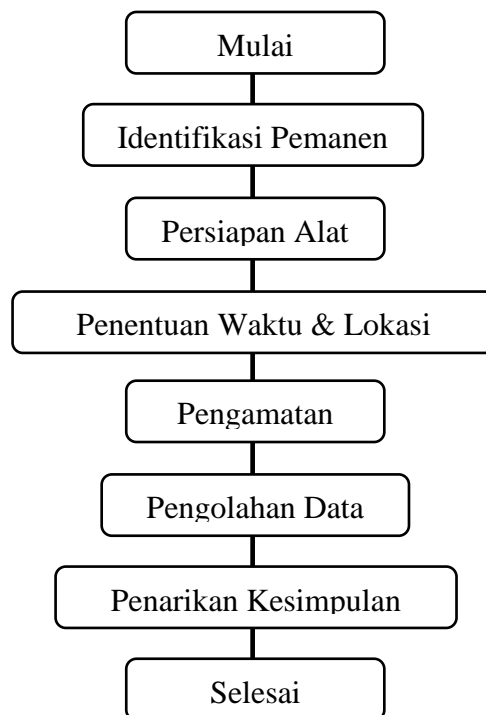 Mulai
Identifikasi Pemanen
Persiapan Alat
Penentuan Waktu & Lokasi
Pengamatan
Pengolahan Data
Penarikan Kesimpulan
Selesai